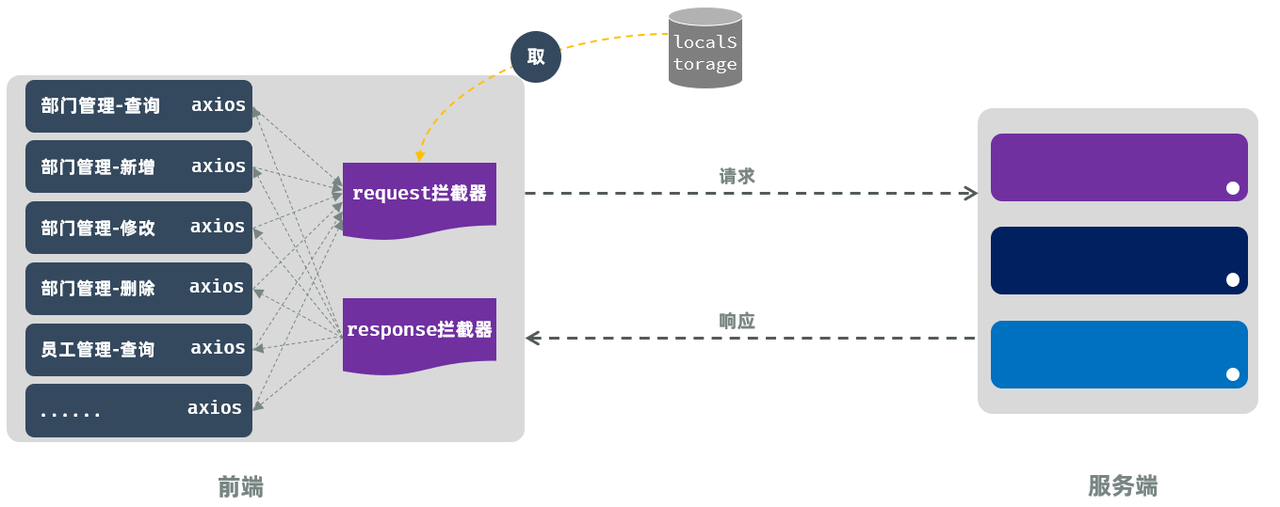 取
localS
torage
部门管理-查询 axios
部门管理-新增 axios
部门管理-修改 axios
部门管理-删除 axios
员工管理-查询 axios
...... axios
request拦截器
response拦截器
请求
响应
前端
服务端